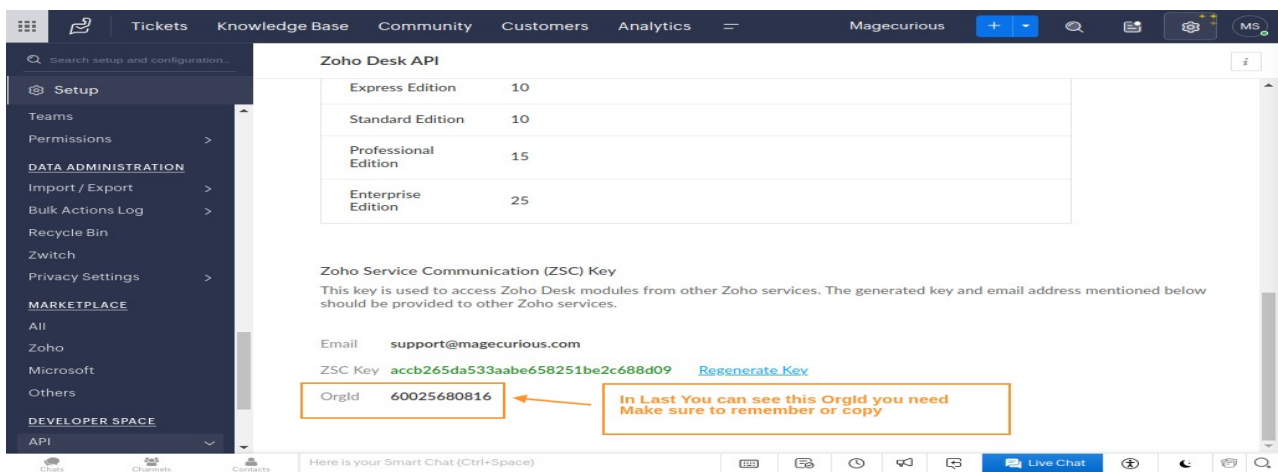 Tickets Knowledge Base Community Customers Analytics Magecurious MS
Search setup and configuration..
Zoho Desk API
i
Setup
Teams
Permissions >
DATA ADMINISTRATION
Import / Export >
Bulk Actions Log >
Recycle Bin
Zwitch
Privacy Settings >
MARKETPLACE
All
Zoho
Microsoft
Others
DEVELOPER SPACE
API
Express Edition 10
Standard Edition 10
Professional
Edition
15
Enterprise
Edition
25
Zoho Service Communication (ZSC) Key
This key is used to access Zoho Desk modules from other Zoho services. The generated key and email address mentioned below
should be provided to other Zoho services.
Email support@magecurious.com
ZSC Key accb265da533aabe658251be2c688d09 Regenerate Key
OrgId 60025680816
In Last You can see this OrgId you need
Make sure to remember or copy
Chats Channels Contacts Here is your Smart Chat (Ctrl+Space) Live Chat